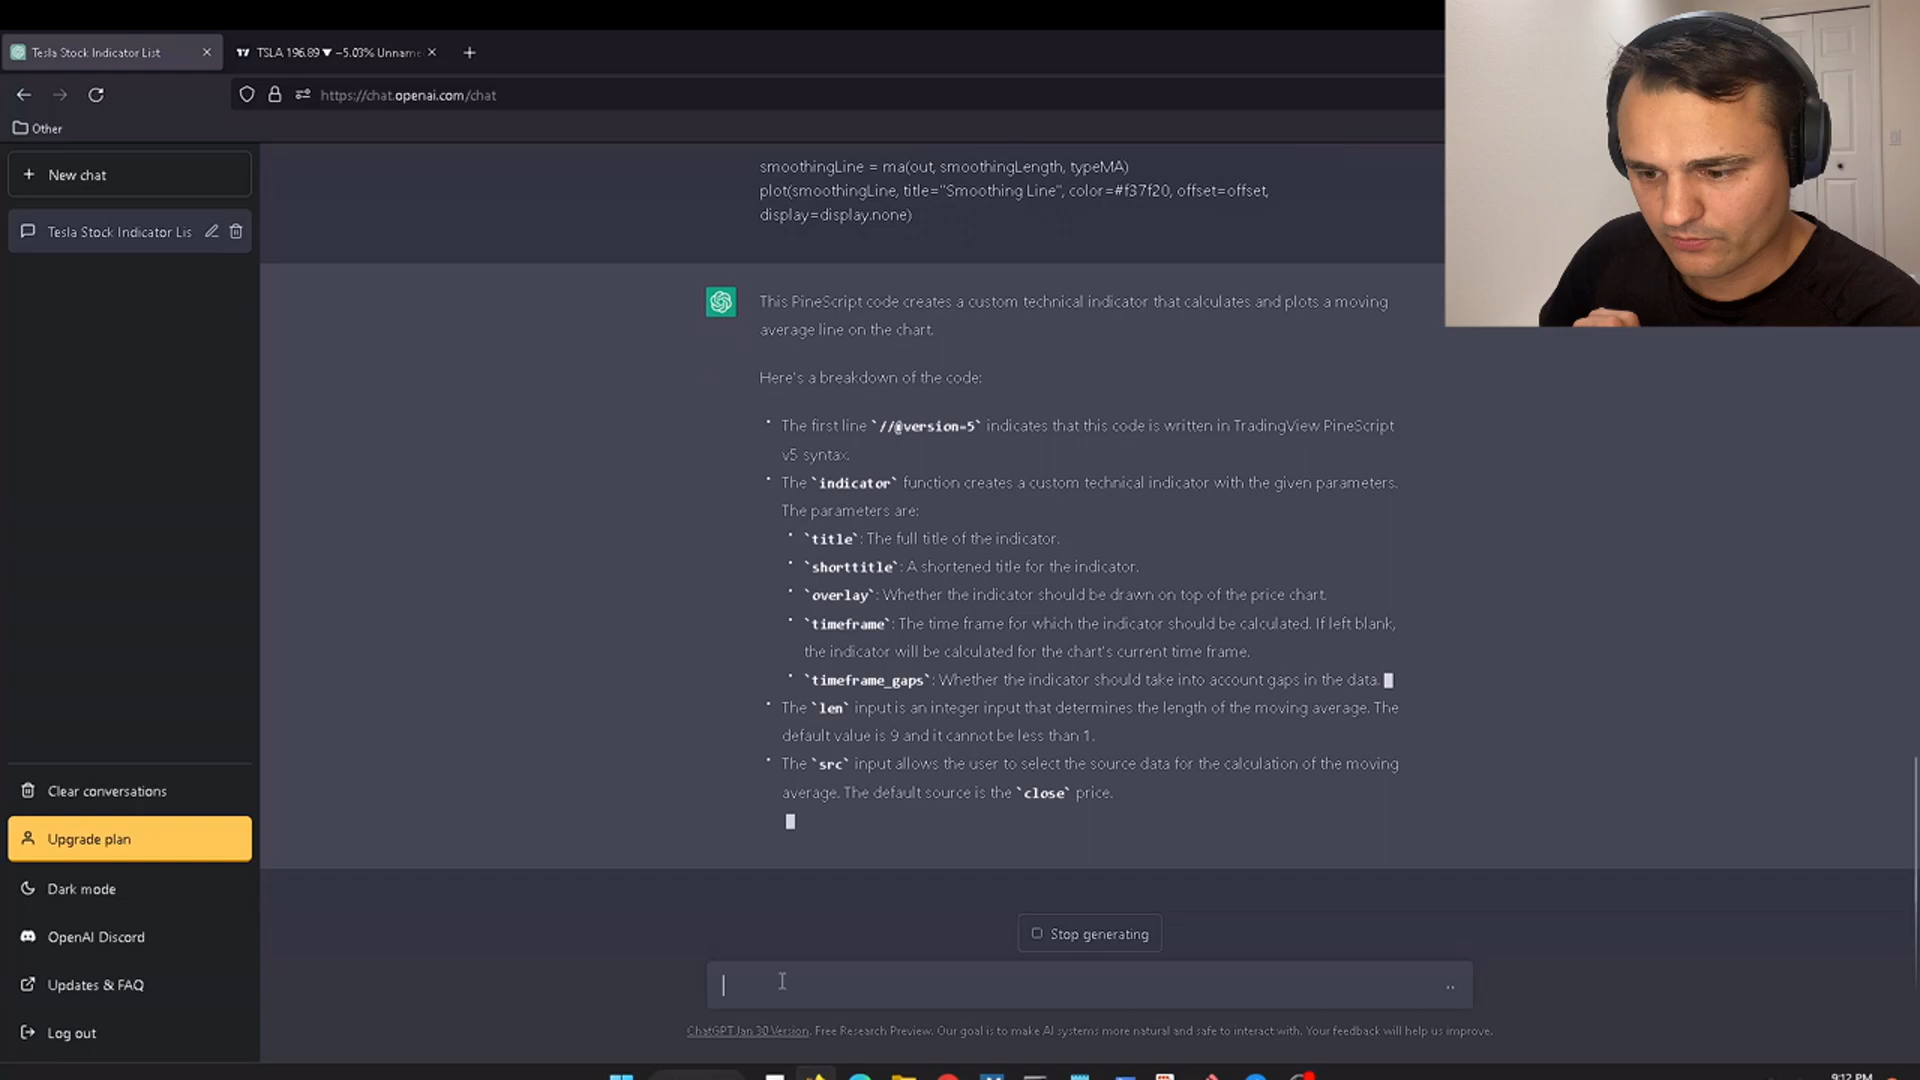 Tesla Stock Indicator List
TSLA 196.89 ▼ −5.03% Unname
https://chat.openai.com/chat
Other
New chat
Tesla Stock Indicator Lis
smoothingLine = ma(out, smoothingLength, typeMA)
plot(smoothingLine, title="Smoothing Line", color=#f37f20, offset=offset,
display=display.none)
This PineScript code creates a custom technical indicator that calculates and plots a moving
average line on the chart.
Here's a breakdown of the code:
• The first line `//@version=5` indicates that this code is written in TradingView PineScript
v5 syntax.
• The `indicator` function creates a custom technical indicator with the given parameters.
The parameters are:
• `title`: The full title of the indicator.
• `shorttitle`: A shortened title for the indicator.
• `overlay`: Whether the indicator should be drawn on top of the price chart.
• `timeframe`: The time frame for which the indicator should be calculated. If left blank,
the indicator will be calculated for the chart's current time frame.
• `timeframe_gaps`: Whether the indicator should take into account gaps in the data.
• The `len` input is an integer input that determines the length of the moving average. The
default value is 9 and it cannot be less than 1.
• The `src` input allows the user to select the source data for the calculation of the moving
average. The default source is the `close` price.
Clear conversations
Upgrade plan
Dark mode
OpenAI Discord
Updates & FAQ
Log out
Stop generating
ChatGPT Jan 30 Version. Free Research Preview. Our goal is to make AI systems more natural and safe to interact with. Your feedback will help us improve.
9:12 PM